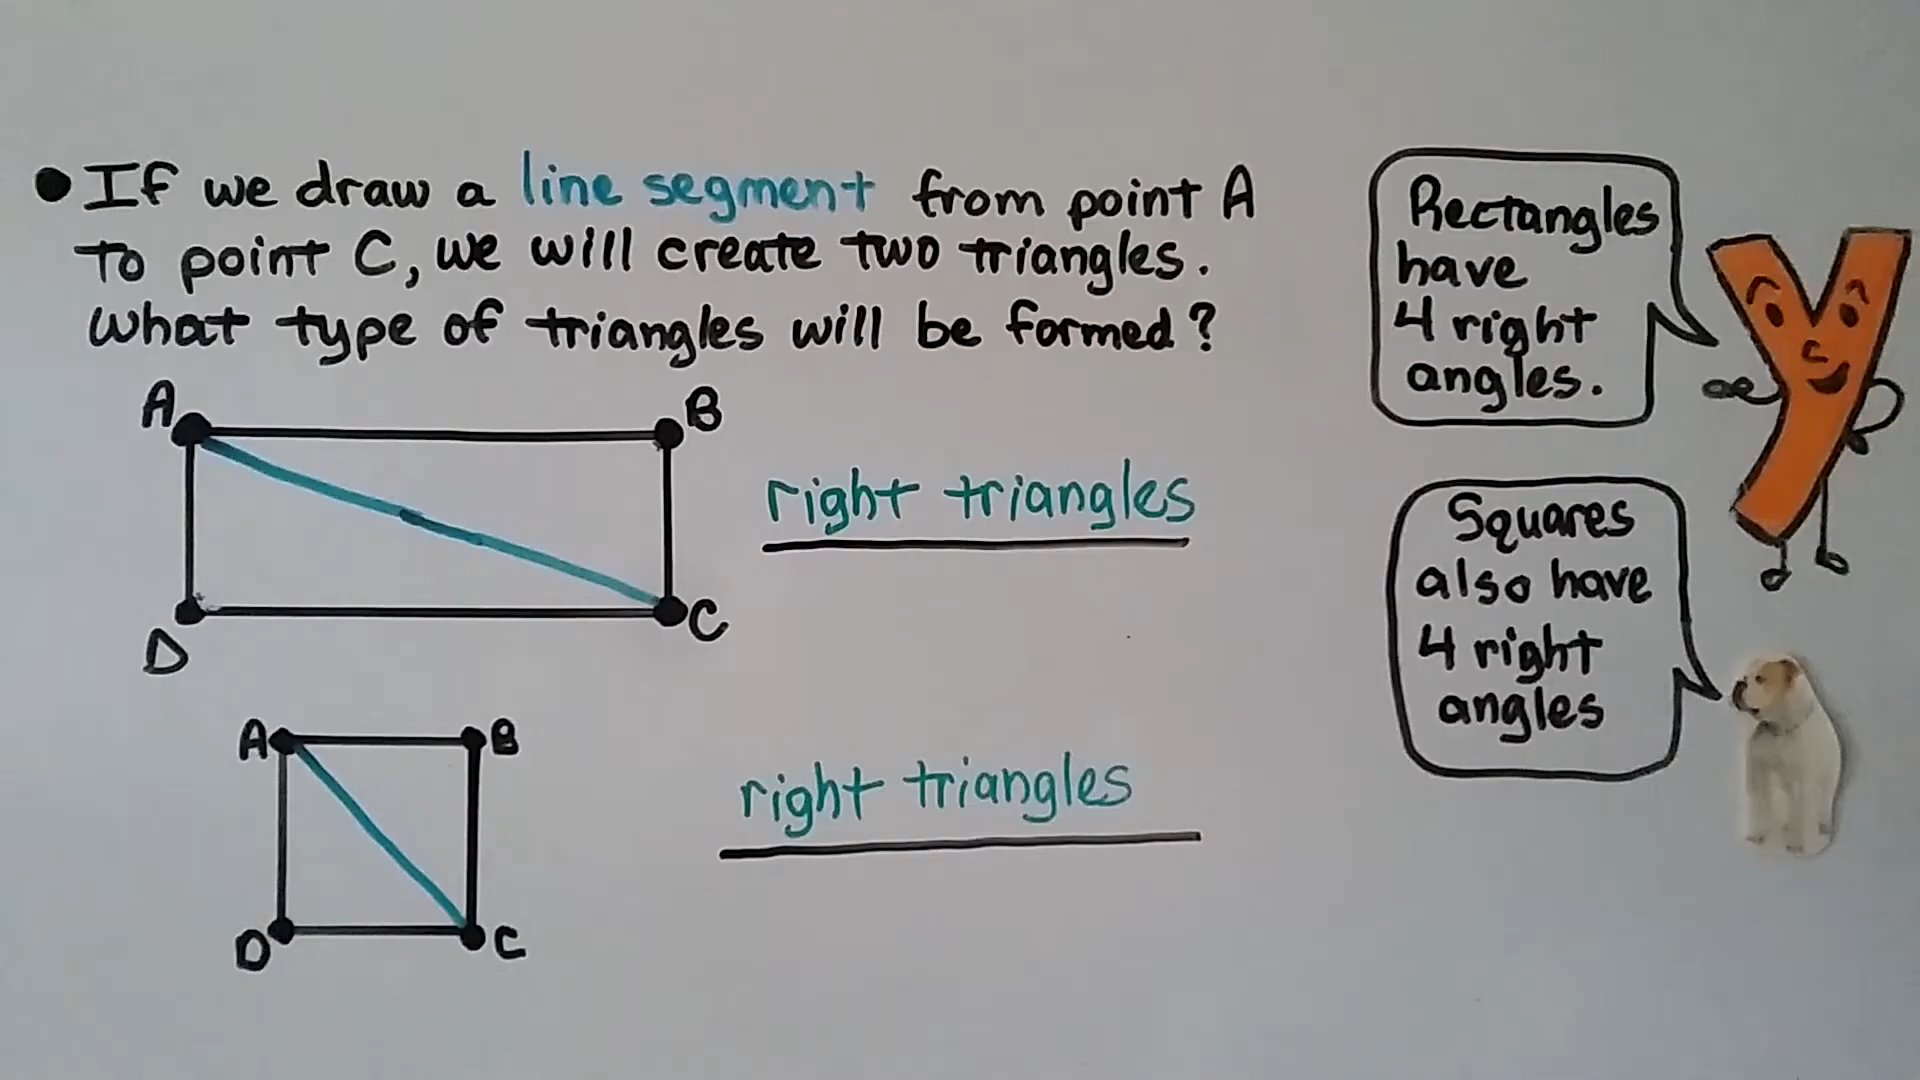 If we draw a line segment from point A
to point C, we will create two triangles.
What type of triangles will be formed?
A
B
right triangles
D
C
A
B
right triangles
D
C
Rectangles
have
4 right
angles.
Y
Squares
also have
4 right
angles